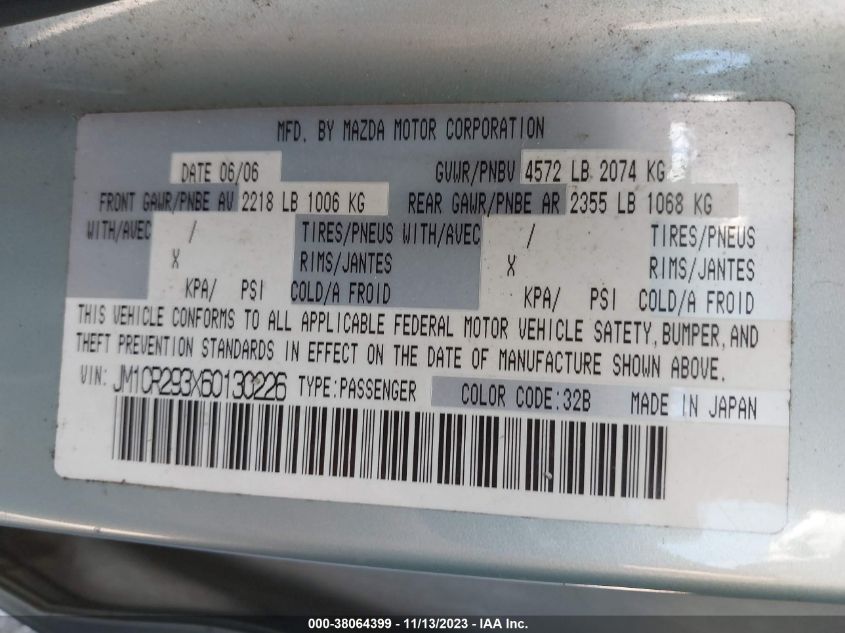 MFD. BY MAZDA MOTOR CORPORATION
DATE 06/06 GVWR/PNBV 4572 LB 2074 KG
FRONT GAWR/PNBE AV 2218 LB 1006 KG REAR GAWR/PNBE AR 2355 LB 1068 KG
WITH/AVEC / TIRES/PNEUS WITH/AVEC / TIRES/PNEUS
X RIMS/JANTES X RIMS/JANTES
KPA/ PSI COLD/A FROID KPA/ PSI COLD/A FROID
THIS VEHICLE CONFORMS TO ALL APPLICABLE FEDERAL MOTOR VEHICLE SAFETY, BUMPER, AND
THEFT PREVENTION STANDARDS IN EFFECT ON THE DATE OF MANUFACTURE SHOWN ABOVE.
VIN: JM1CR293X60130226 TYPE:PASSENGER COLOR CODE:32B MADE IN JAPAN
000-38064399 - 11/13/2023 - IAA Inc.